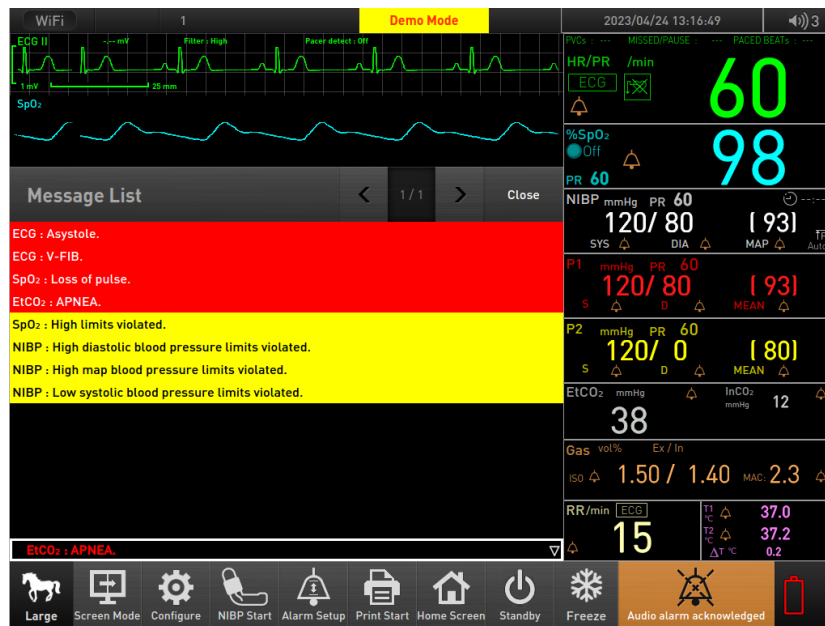 WiFi 1 Demo Mode 2023/04/24 13:16:49 3
ECG II -.-- mV Filter : High Pacer detect : Off
1 mV 25 mm
SpO₂
PVCs : --- MISSED/PAUSE : --- PACED BEATs : ---
HR/PR /min
ECG
60
%SpO₂
Off
98
PR 60
Message List
1/1
Close
NIBP mmHg PR 60 --:--
120/ 80 ( 93)
SYS DIA MAP Auto
ECG : Asystole.
ECG : V-FIB.
SpO₂ : Loss of pulse.
EtCO₂ : APNEA.
SpO₂ : High limits violated.
NIBP : High diastolic blood pressure limits violated.
NIBP : High map blood pressure limits violated.
NIBP : Low systolic blood pressure limits violated.
P1 mmHg PR 60
120/ 80 ( 93)
S D MEAN
P2 mmHg PR 60
120/ 0 ( 80)
S D MEAN
EtCO₂ mmHg InCO₂
mmHg 12
38
Gas vol% Ex / In
ISO 1.50 / 1.40 MAC: 2.3
RR/min ECG
15
T1 °C 37.0
T2 °C 37.2
△T °C 0.2
EtCO₂ : APNEA.
Large
Screen Mode
Configure
NIBP Start
Alarm Setup
Print Start
Home Screen
Standby
Freeze
Audio alarm acknowledged